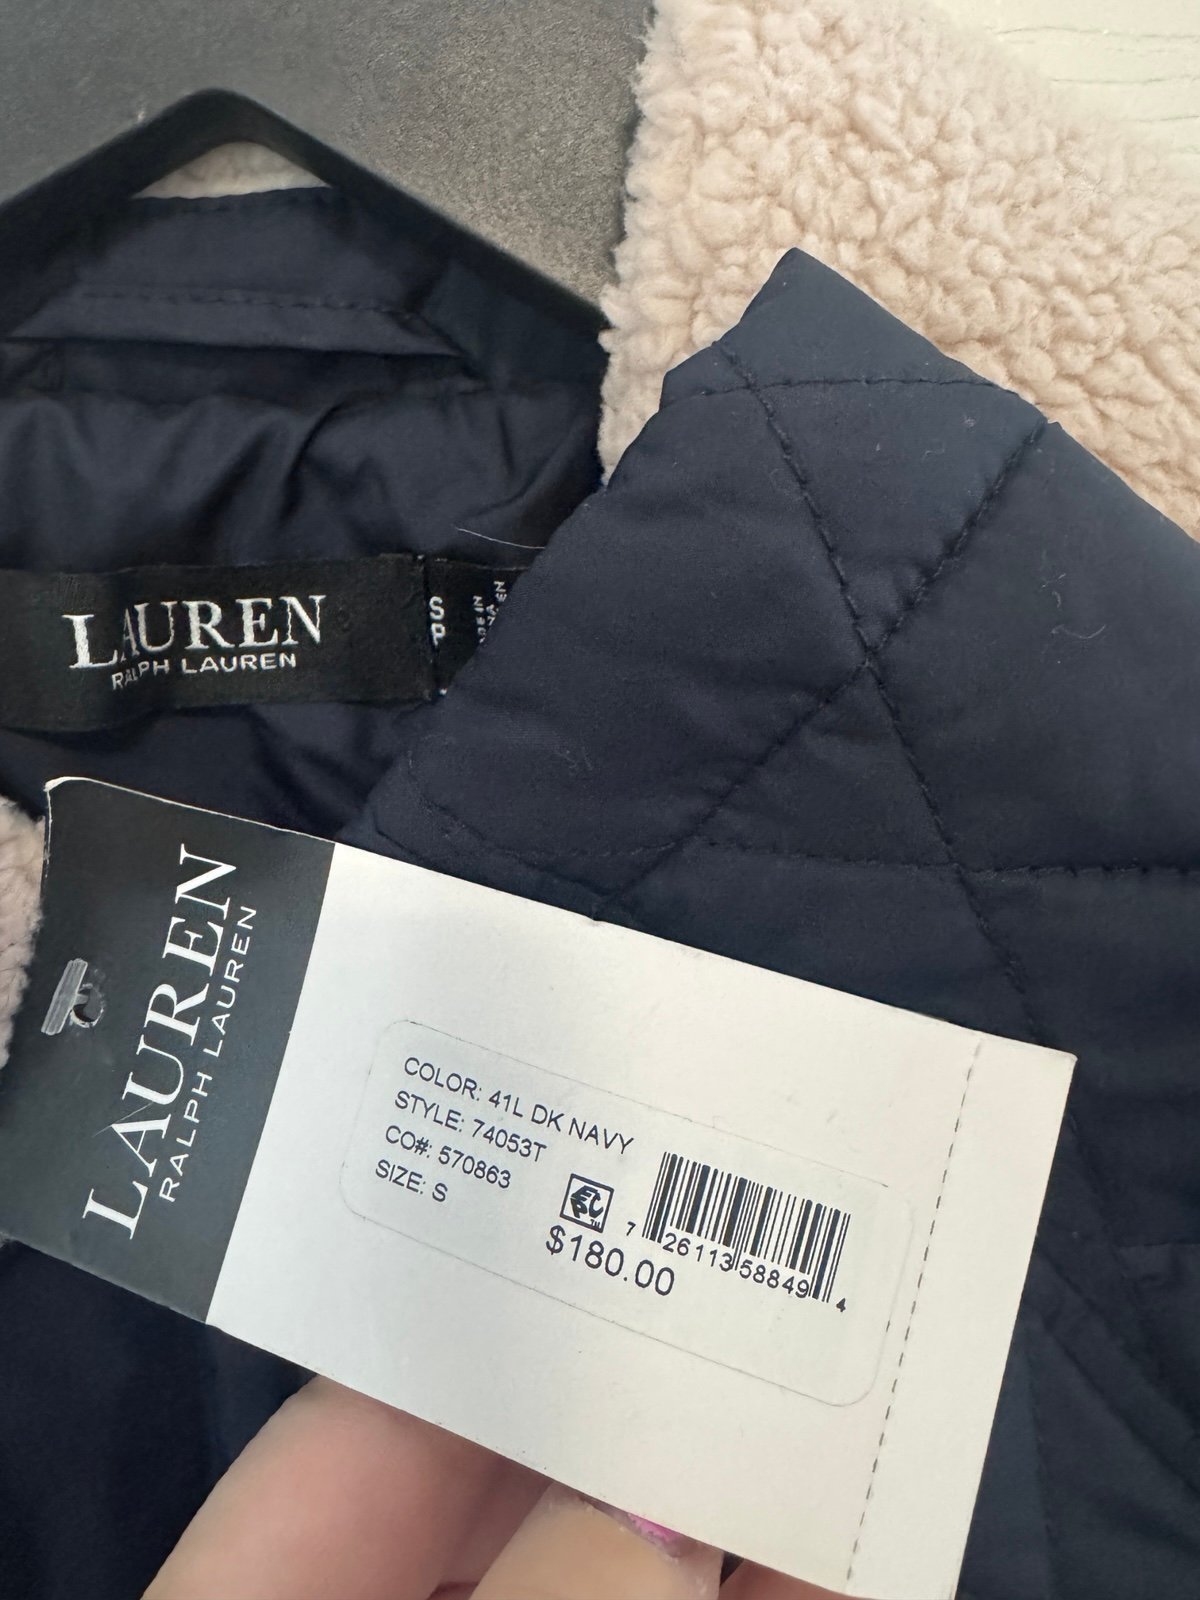 LAUREN
RALPH LAUREN
S
P
LAUREN
RALPH LAUREN
COLOR: 41L DK NAVY
STYLE: 74053T
CO#: 570863
SIZE: S
7 26113 58849 4
$180.00